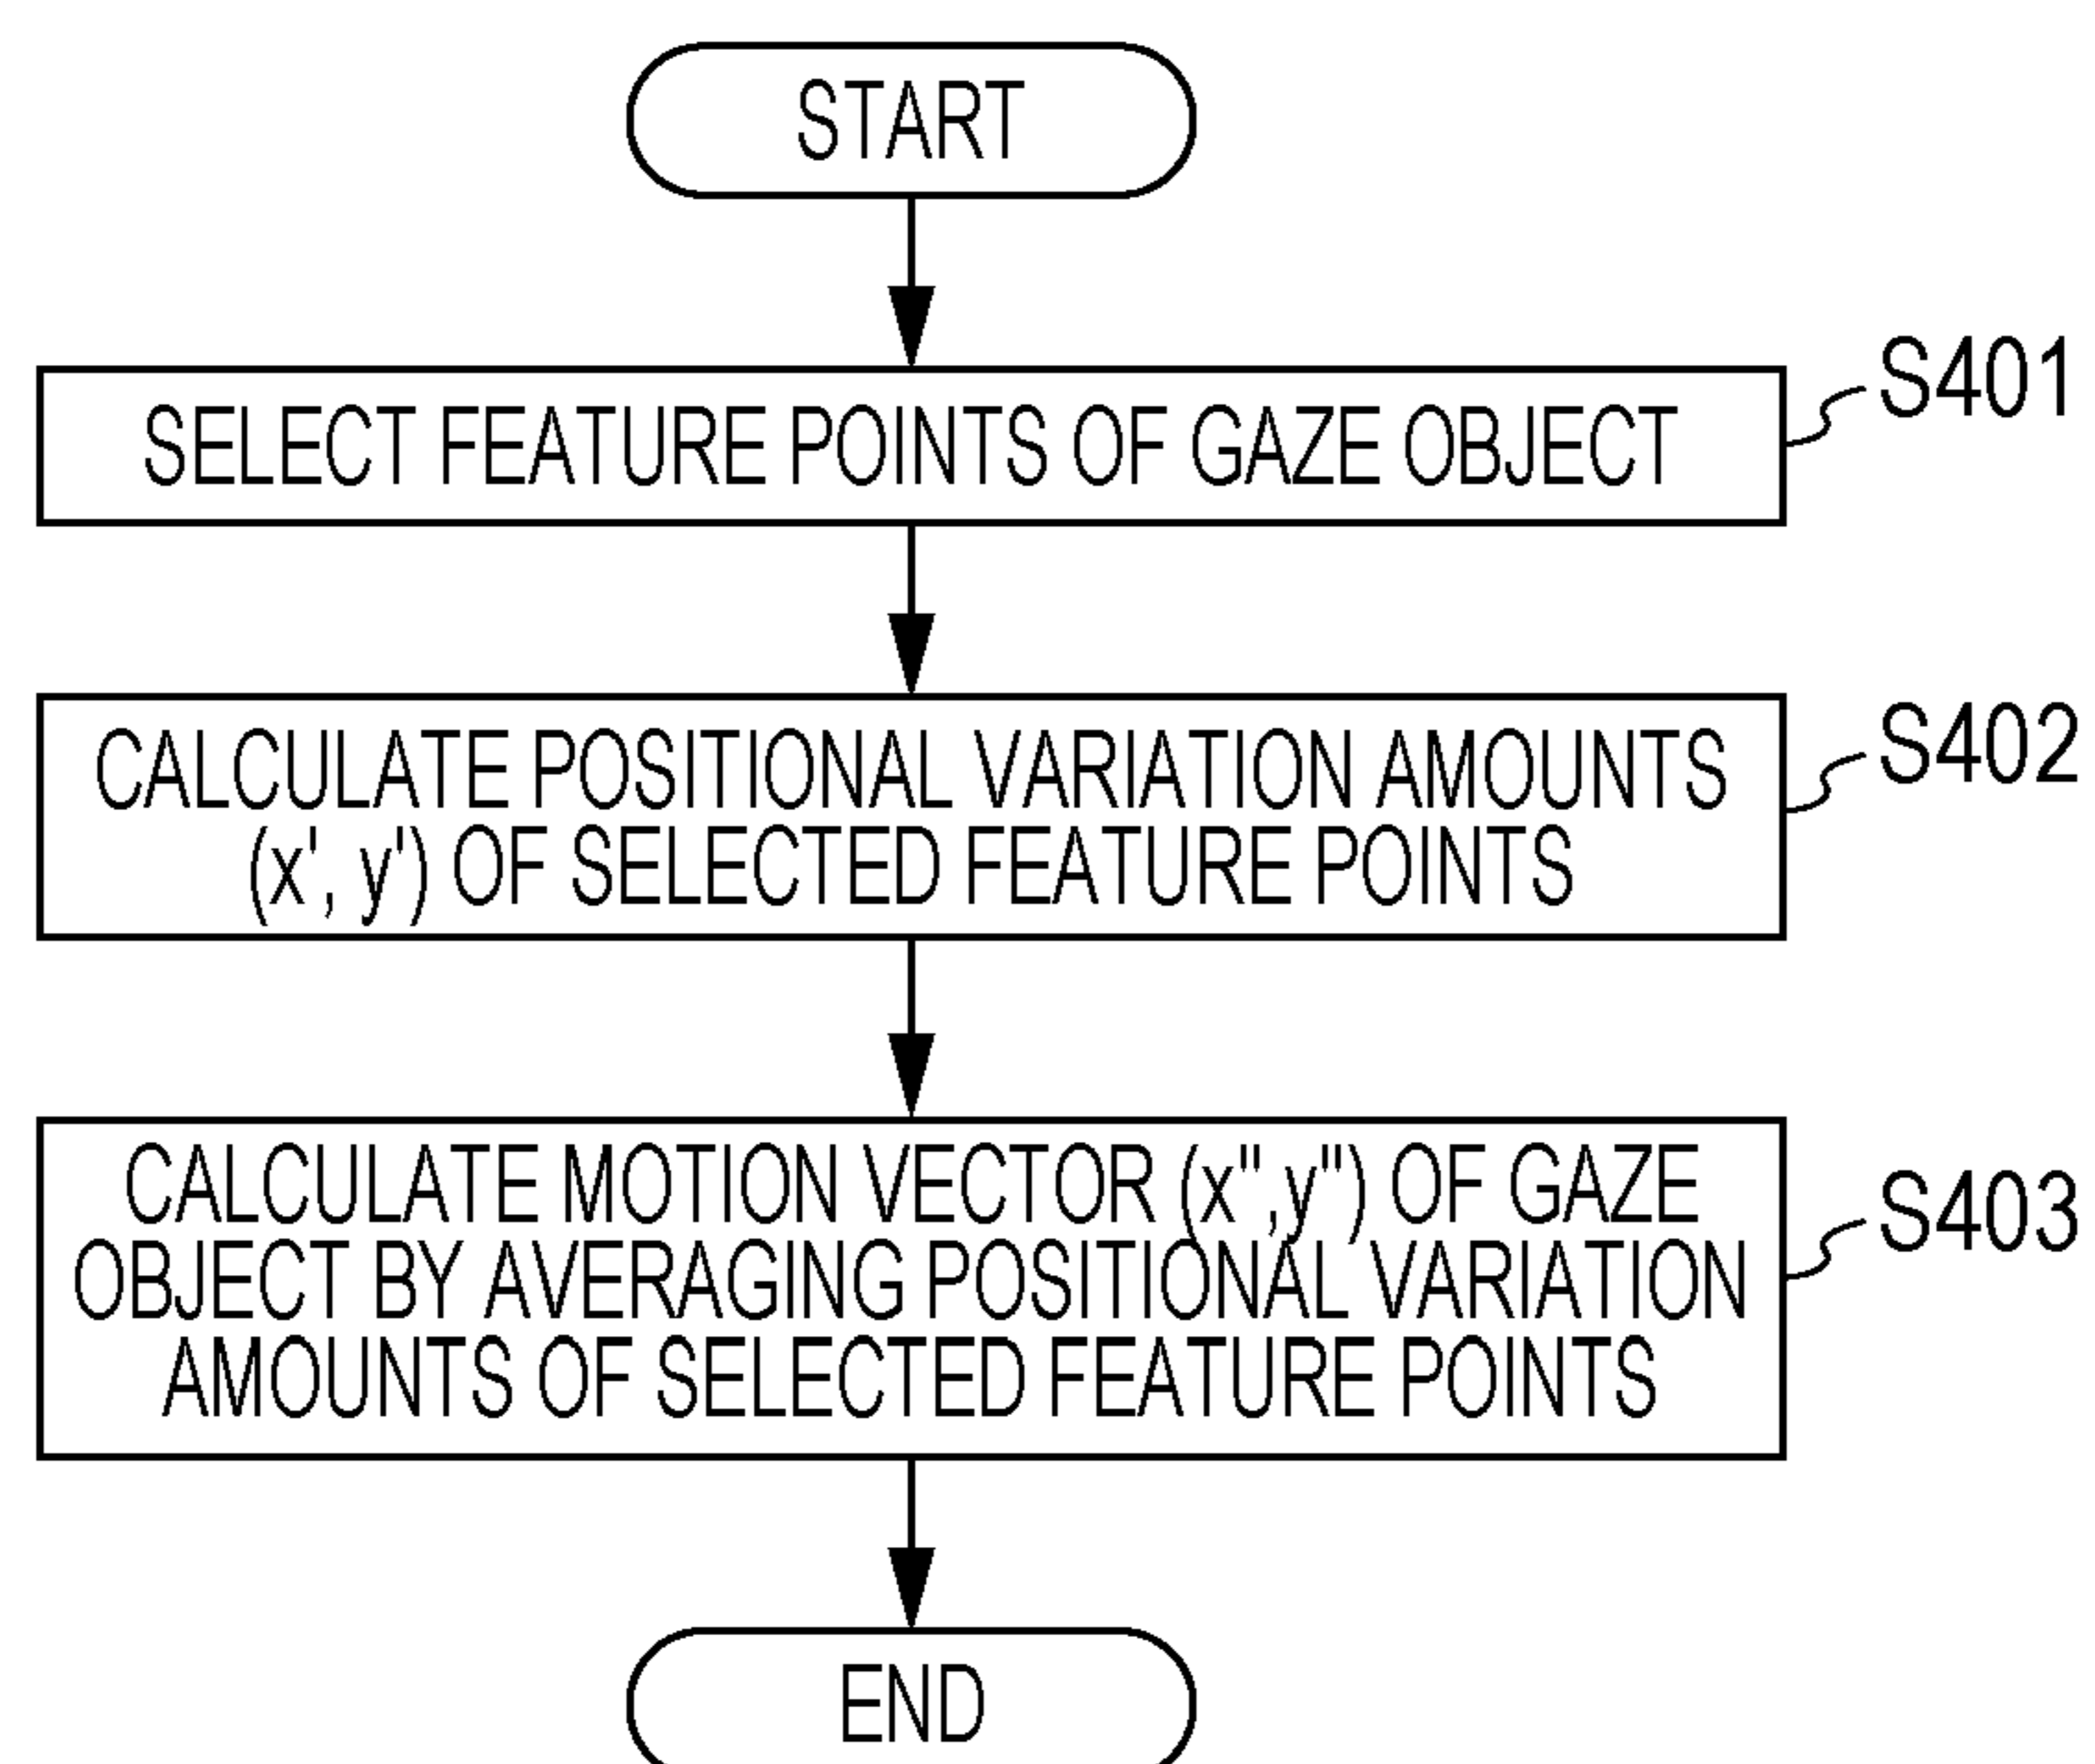 START
SELECT FEATURE POINTS OF GAZE OBJECT
S401
CALCULATE POSITIONAL VARIATION AMOUNTS
(x', y') OF SELECTED FEATURE POINTS
S402
CALCULATE MOTION VECTOR (x",y") OF GAZE
OBJECT BY AVERAGING POSITIONAL VARIATION
AMOUNTS OF SELECTED FEATURE POINTS
S403
END